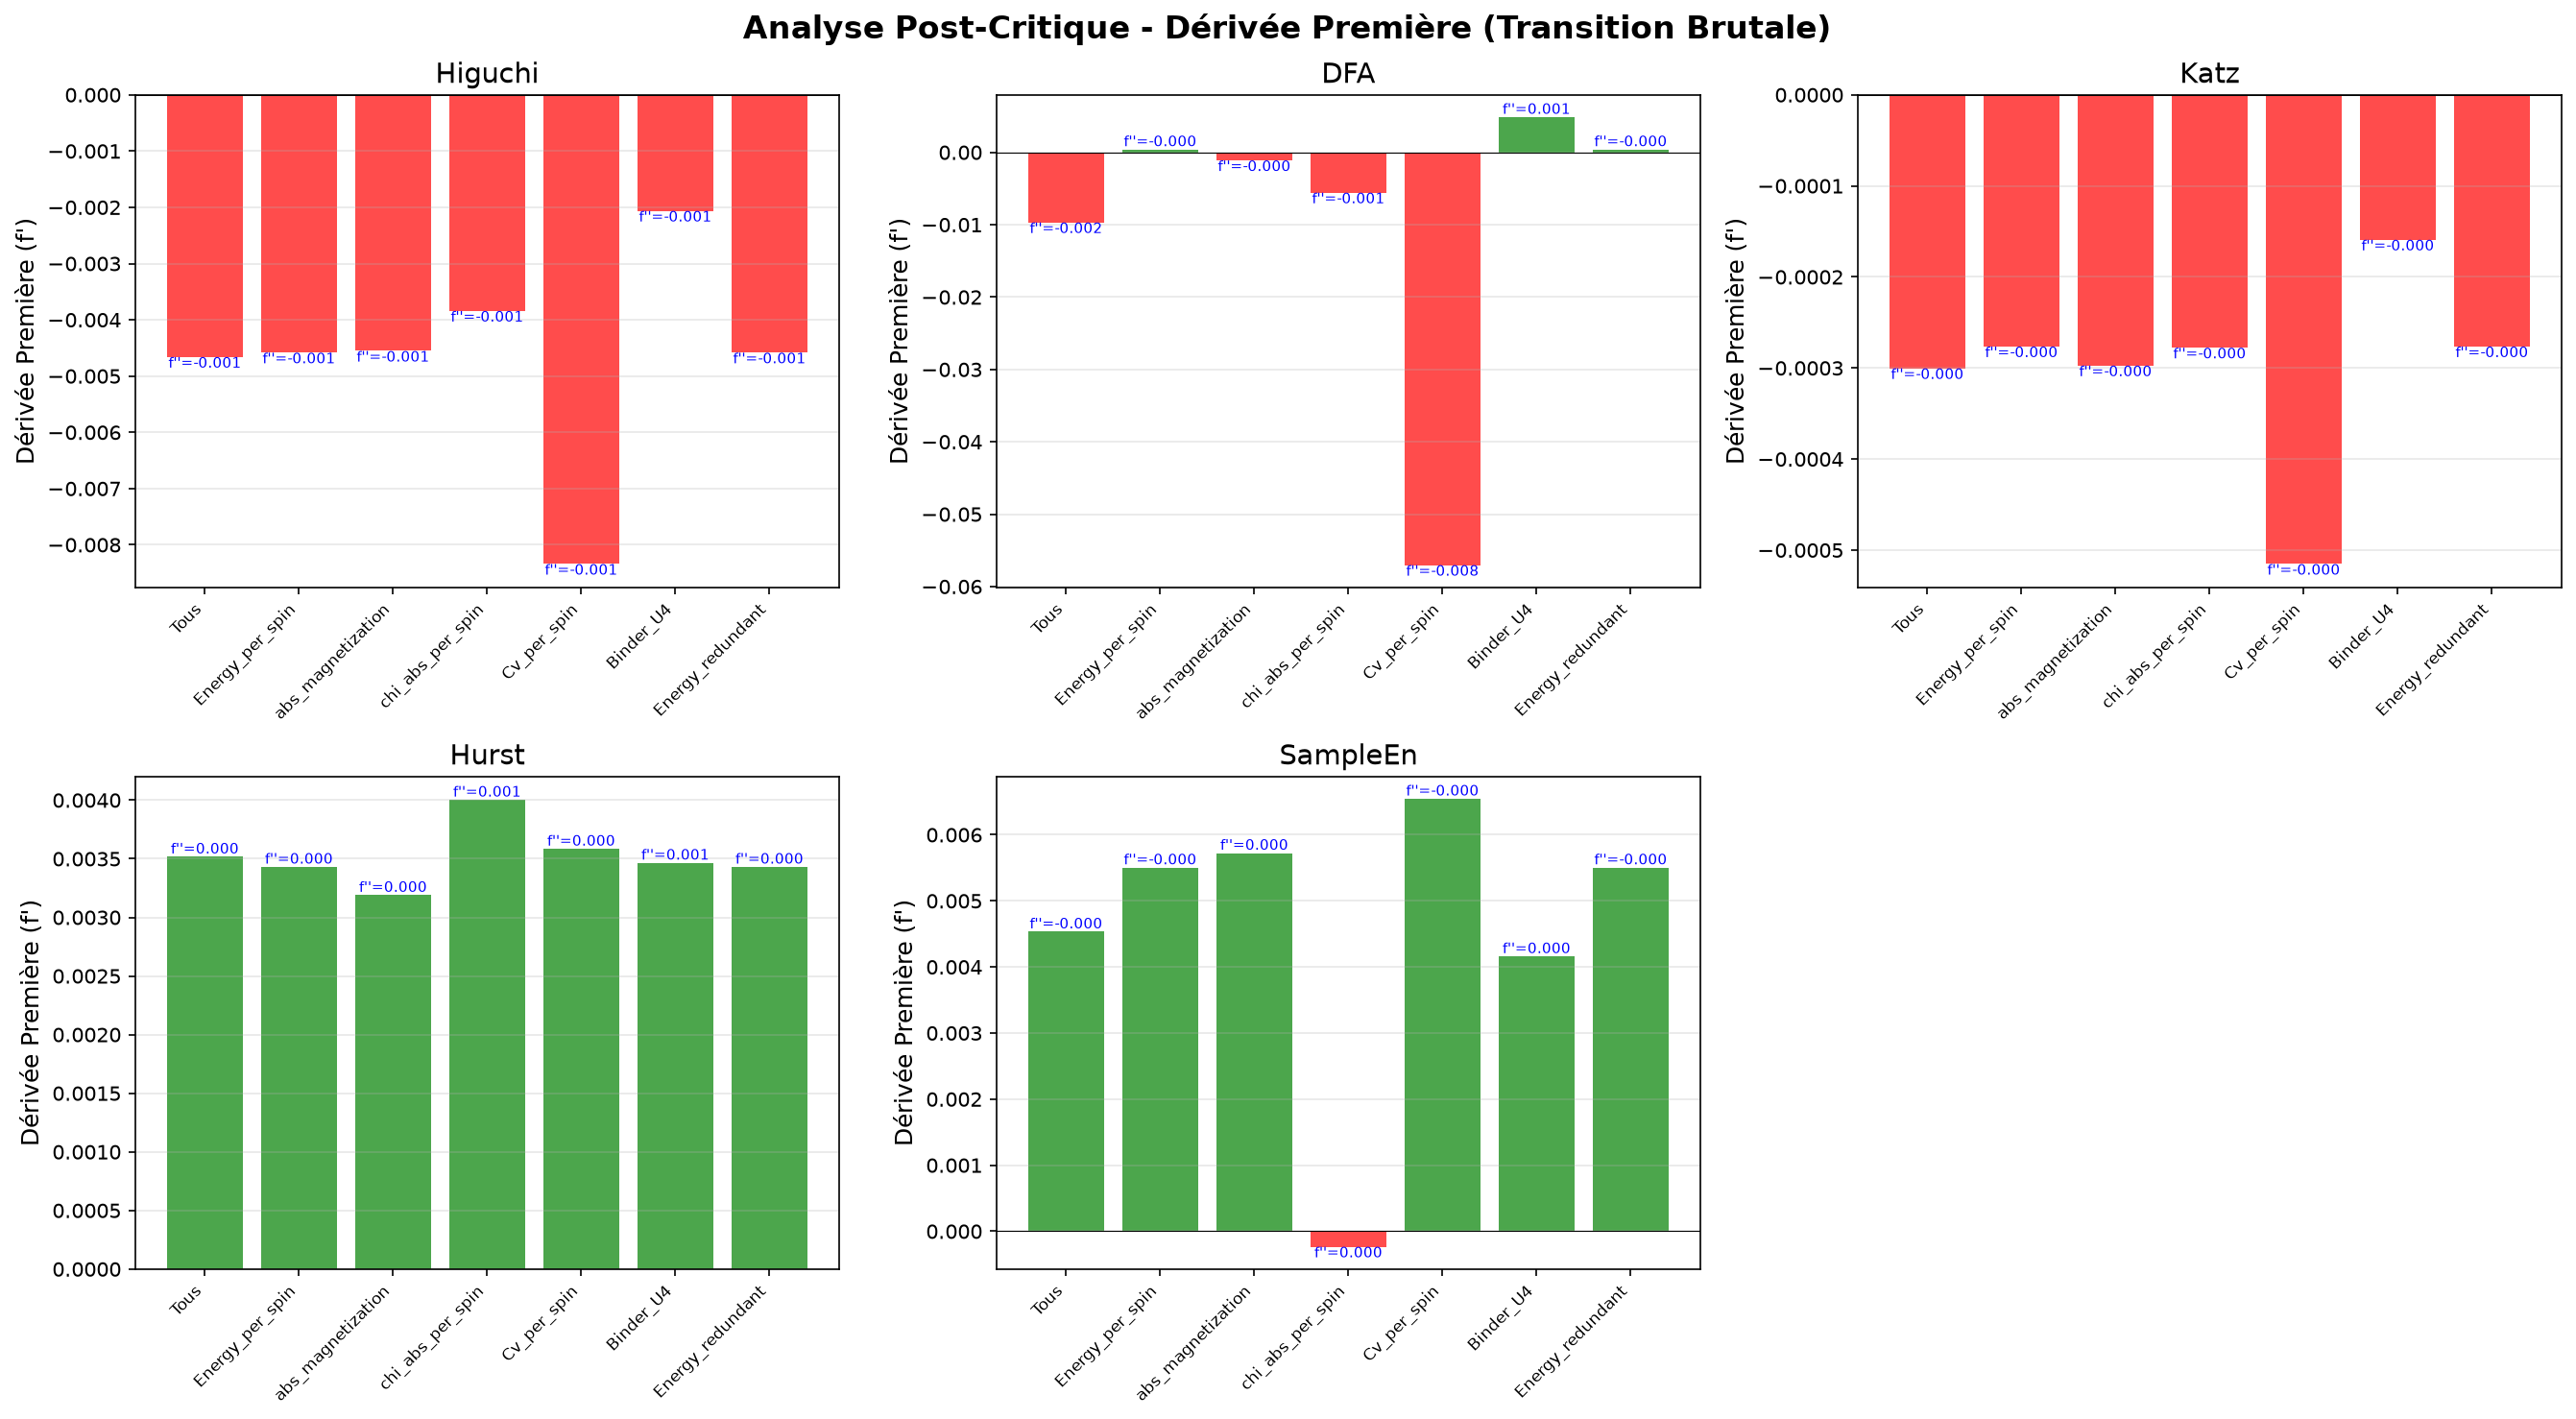 Analyse Post-Critique - Dérivée Première (Transition Brutale)
Higuchi
Dérivée Première (f')
0.000
−0.001
−0.002
−0.003
−0.004
−0.005
−0.006
−0.007
−0.008
f''=-0.001
f''=-0.001
f''=-0.001
f''=-0.001
f''=-0.001
f''=-0.001
f''=-0.001
Tous
Energy_per_spin
abs_magnetization
chi_abs_per_spin
Cv_per_spin
Binder_U4
Energy_redundant
DFA
Dérivée Première (f')
0.00
−0.01
−0.02
−0.03
−0.04
−0.05
−0.06
f''=-0.002
f''=-0.000
f''=-0.000
f''=-0.001
f''=-0.008
f''=0.001
f''=-0.000
Tous
Energy_per_spin
abs_magnetization
chi_abs_per_spin
Cv_per_spin
Binder_U4
Energy_redundant
Katz
Dérivée Première (f')
0.0000
−0.0001
−0.0002
−0.0003
−0.0004
−0.0005
f''=-0.000
f''=-0.000
f''=-0.000
f''=-0.000
f''=-0.000
f''=-0.000
f''=-0.000
Tous
Energy_per_spin
abs_magnetization
chi_abs_per_spin
Cv_per_spin
Binder_U4
Energy_redundant
Hurst
Dérivée Première (f')
0.0040
0.0035
0.0030
0.0025
0.0020
0.0015
0.0010
0.0005
0.0000
f''=0.000
f''=0.000
f''=0.000
f''=0.001
f''=0.000
f''=0.001
f''=0.000
Tous
Energy_per_spin
abs_magnetization
chi_abs_per_spin
Cv_per_spin
Binder_U4
Energy_redundant
SampleEn
Dérivée Première (f')
0.006
0.005
0.004
0.003
0.002
0.001
0.000
f''=-0.000
f''=-0.000
f''=0.000
f''=0.000
f''=-0.000
f''=0.000
f''=-0.000
Tous
Energy_per_spin
abs_magnetization
chi_abs_per_spin
Cv_per_spin
Binder_U4
Energy_redundant